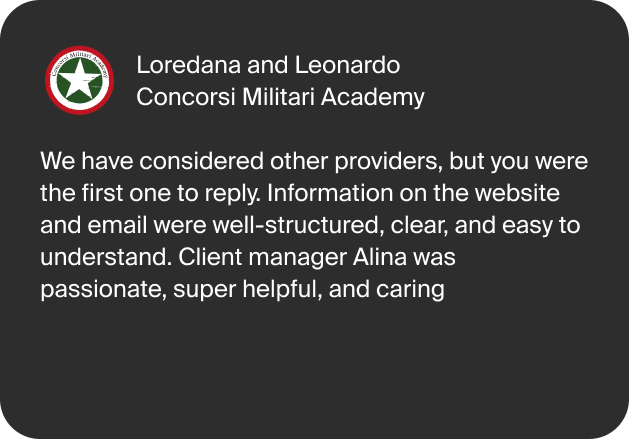 Concorsi Militari Academy
Loredana and Leonardo
Concorsi Militari Academy
We have considered other providers, but you were
the first one to reply. Information on the website
and email were well-structured, clear, and easy to
understand. Client manager Alina was
passionate, super helpful, and caring